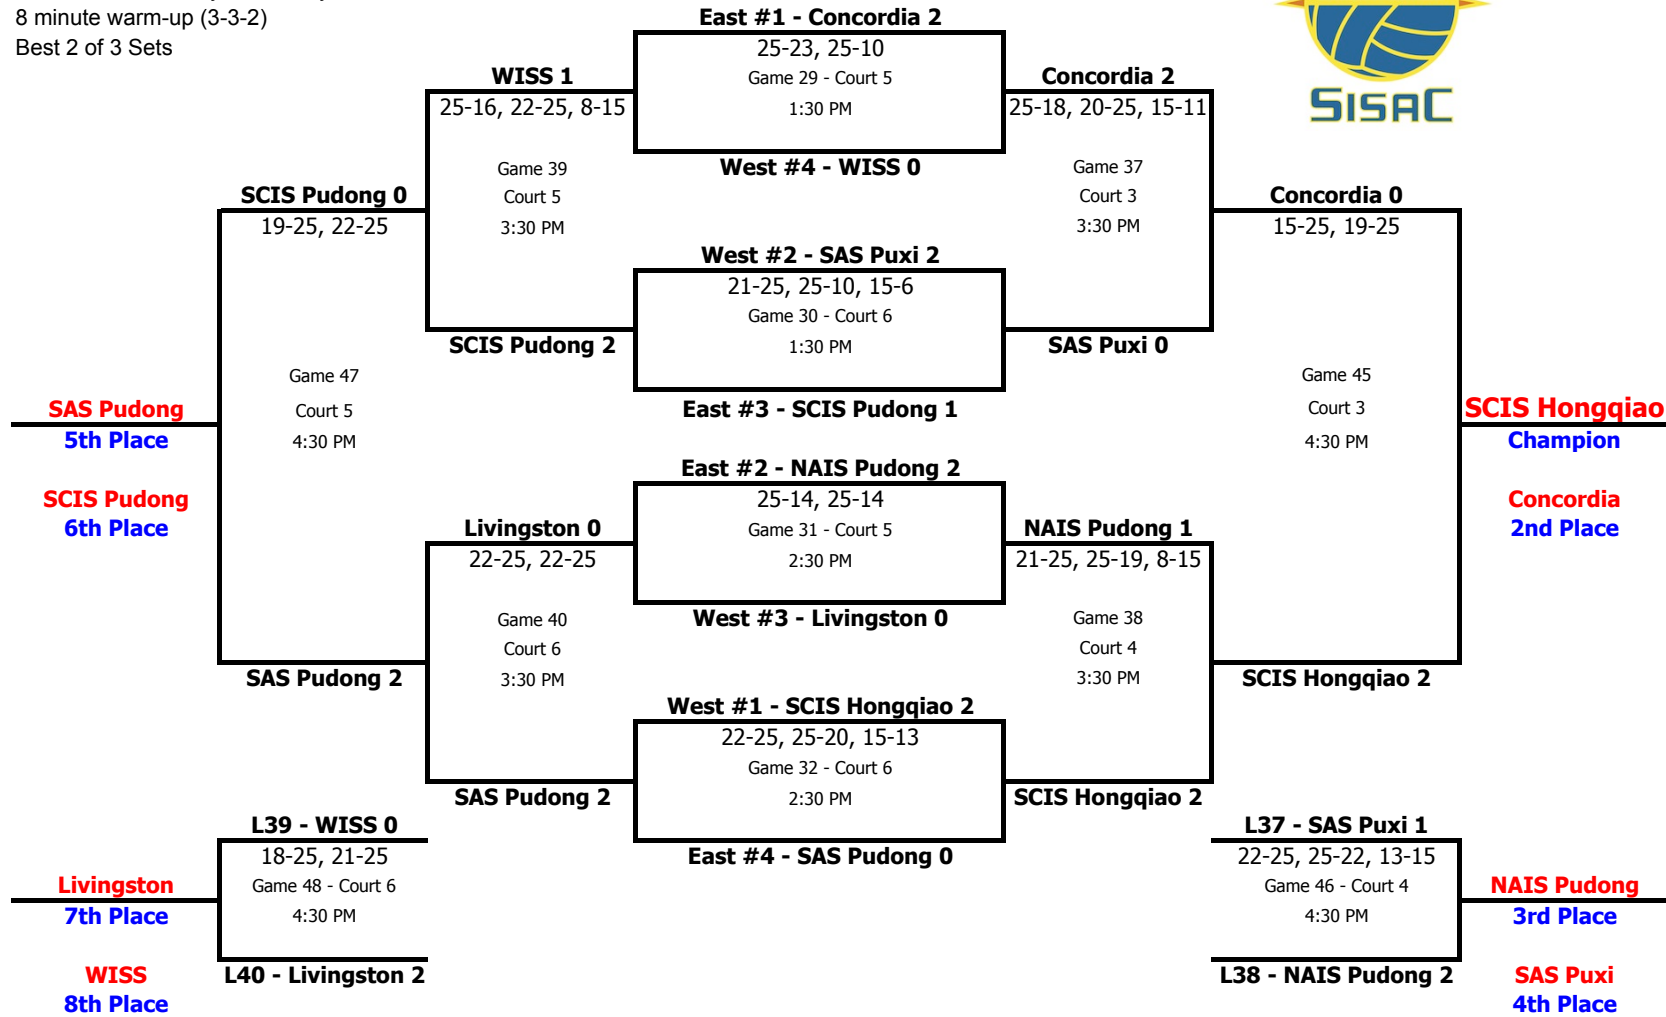 8 minute warm-up (3-3-2)
Best 2 of 3 Sets
East #1 - Concordia 2
25-23, 25-10
Game 29 - Court 5
1:30 PM
West #4 - WISS 0
WISS 1
25-16, 22-25, 8-15
Game 39
Court 5
3:30 PM
SCIS Pudong 2
Concordia 2
25-18, 20-25, 15-11
Game 37
Court 3
3:30 PM
SAS Puxi 0
SISAC
SCIS Pudong 0
19-25, 22-25
Game 47
Court 5
4:30 PM
SAS Pudong 2
West #2 - SAS Puxi 2
21-25, 25-10, 15-6
Game 30 - Court 6
1:30 PM
East #3 - SCIS Pudong 1
Concordia 0
15-25, 19-25
Game 45
Court 3
4:30 PM
SCIS Hongqiao 2
SAS Pudong
5th Place
SCIS Pudong
6th Place
SCIS Hongqiao
Champion
Concordia
2nd Place
East #2 - NAIS Pudong 2
25-14, 25-14
Game 31 - Court 5
2:30 PM
West #3 - Livingston 0
Livingston 0
22-25, 22-25
Game 40
Court 6
3:30 PM
SAS Pudong 2
NAIS Pudong 1
21-25, 25-19, 8-15
Game 38
Court 4
3:30 PM
SCIS Hongqiao 2
West #1 - SCIS Hongqiao 2
22-25, 25-20, 15-13
Game 32 - Court 6
2:30 PM
East #4 - SAS Pudong 0
L39 - WISS 0
18-25, 21-25
Game 48 - Court 6
4:30 PM
L40 - Livingston 2
Livingston
7th Place
WISS
8th Place
L37 - SAS Puxi 1
22-25, 25-22, 13-15
Game 46 - Court 4
4:30 PM
L38 - NAIS Pudong 2
NAIS Pudong
3rd Place
SAS Puxi
4th Place